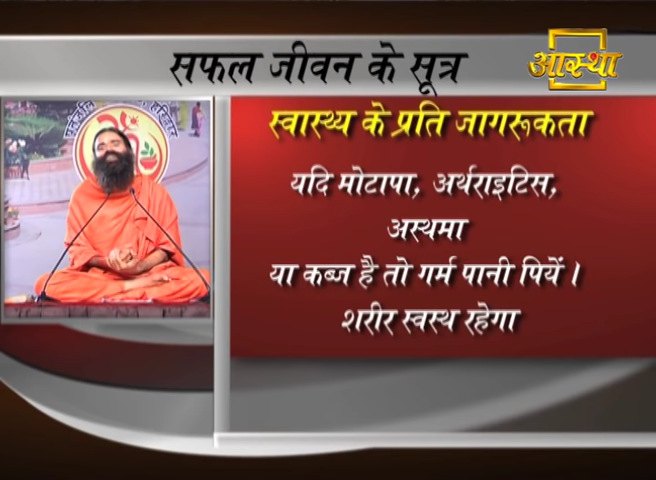 सफल जीवन के सूत्र
आस्था
स्वास्थ्य के प्रति जागरूकता
यदि मोटापा, अर्थराइटिस,
अस्थमा
या कब्ज है तो गर्म पानी पियें।
शरीर स्वस्थ रहेगा